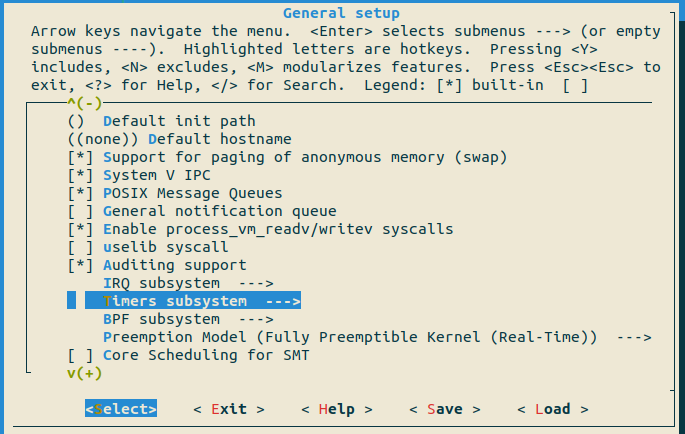 General setup
Arrow keys navigate the menu.  <Enter> selects submenus ---> (or empty
submenus ----).  Highlighted letters are hotkeys.  Pressing <Y>
includes, <N> excludes, <M> modularizes features.  Press <Esc><Esc> to
exit, <?> for Help, </> for Search.  Legend: [*] built-in  [ ]
^(-)
()  Default init path
((none)) Default hostname
[*] Support for paging of anonymous memory (swap)
[*] System V IPC
[*] POSIX Message Queues
[ ] General notification queue
[*] Enable process_vm_readv/writev syscalls
[ ] uselib syscall
[*] Auditing support
IRQ subsystem  --->
Timers subsystem  --->
BPF subsystem  --->
Preemption Model (Fully Preemptible Kernel (Real-Time))  --->
[ ] Core Scheduling for SMT
v(+)
<Select>    < Exit >    < Help >    < Save >    < Load >